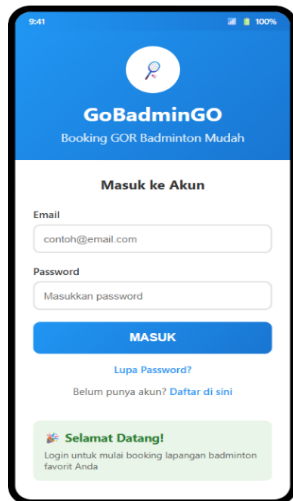 9:41 100%
GoBadminGO
Booking GOR Badminton Mudah
Masuk ke Akun
Email
contoh@email.com
Password
Masukkan password
MASUK
Lupa Password?
Belum punya akun? Daftar di sini
Selamat Datang!
Login untuk mulai booking lapangan badminton
favorit Anda